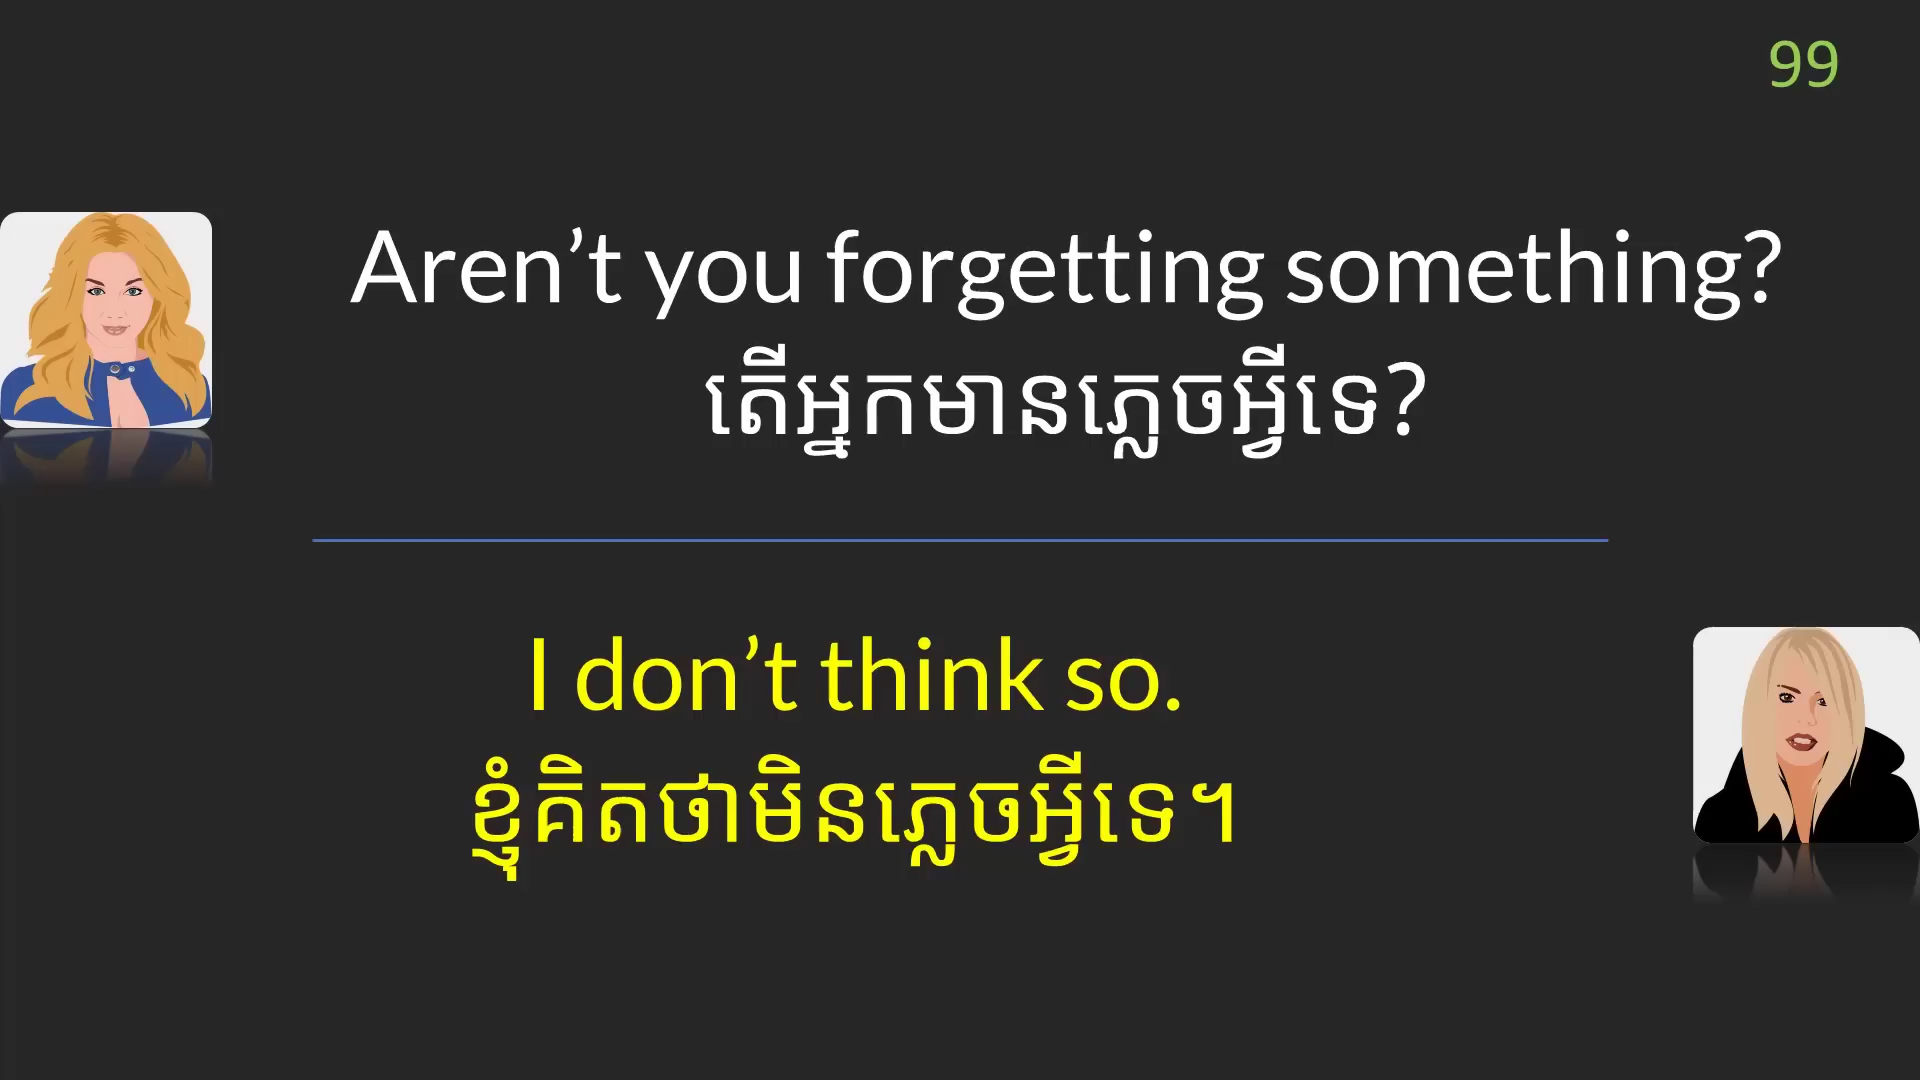 99
Aren’t you forgetting something?
តើអ្នកមានភ្លេចអ្វីទេ?
I don’t think so.
ខ្ញុំគិតថាមិនភ្លេចអ្វីទេ។